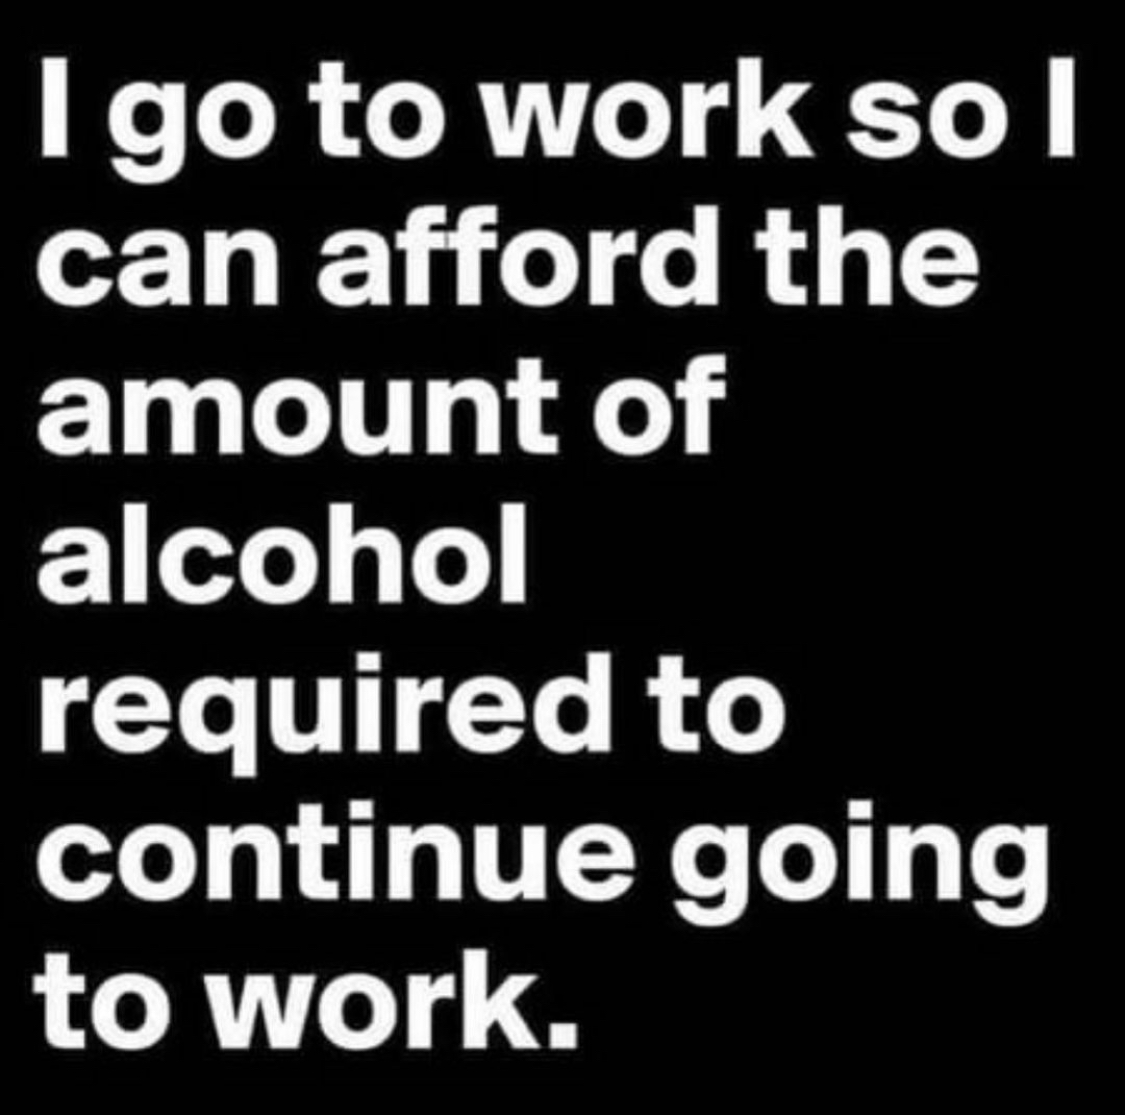 I go to work so I
can afford the
amount of
alcohol
required to
continue going
to work.